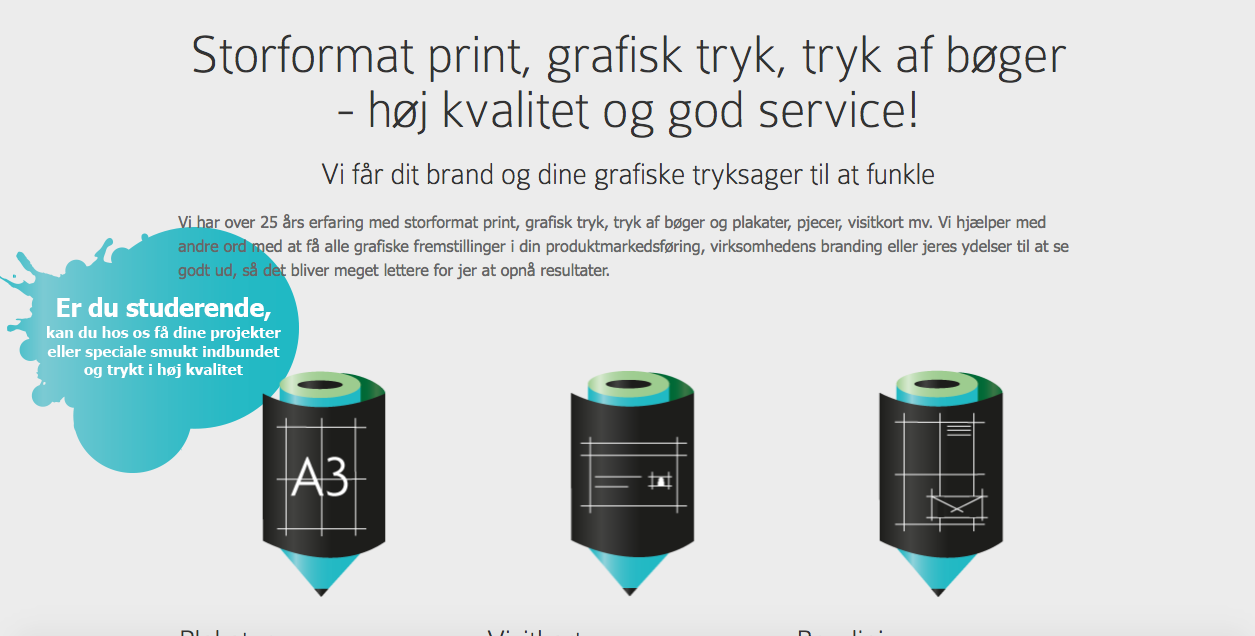 Storformat print, grafisk tryk, tryk af bøger
- høj kvalitet og god service!
Vi får dit brand og dine grafiske tryksager til at funkle
Vi har over 25 års erfaring med storformat print, grafisk tryk, tryk af bøger og plakater, pjecer, visitkort mv. Vi hjælper med
andre ord med at få alle grafiske fremstillinger i din produktmarkedsføring, virksomhedens branding eller jeres ydelser til at se
godt ud, så det bliver meget lettere for jer at opnå resultater.
Er du studerende,
kan du hos os få dine projekter
eller speciale smukt indbundet
og trykt i høj kvalitet
A3